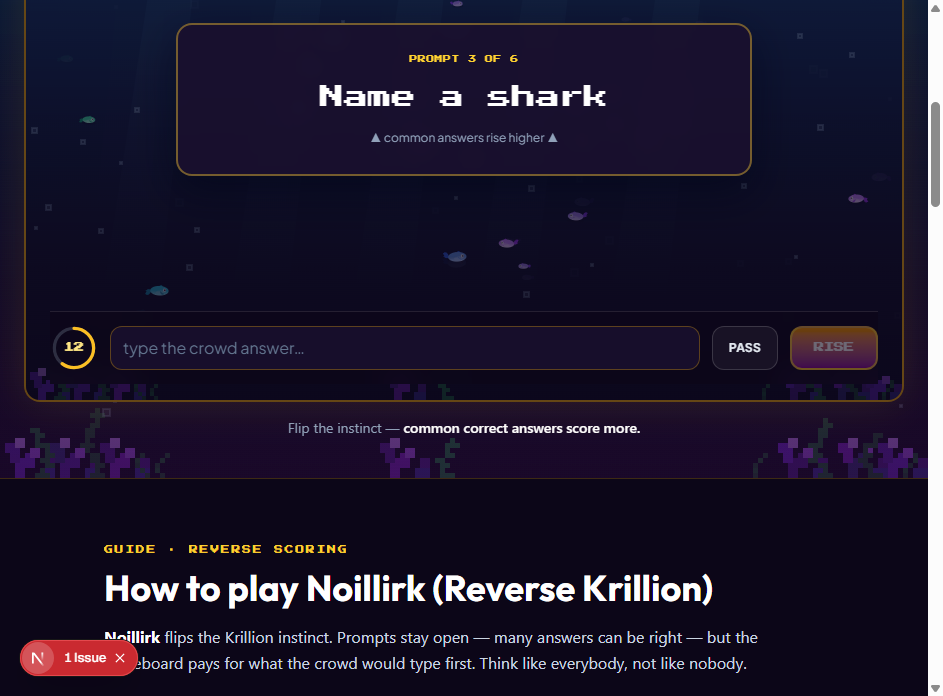 PROMPT 3 OF 6
Name a shark
▲ common answers rise higher ▲
12
type the crowd answer...
PASS
RISE
Flip the instinct — common correct answers score more.
GUIDE · REVERSE SCORING
How to play Noillirk (Reverse Krillion)
Noillirk flips the Krillion instinct. Prompts stay open — many answers can be right — but the
eboard pays for what the crowd would type first. Think like everybody, not like nobody.
N
1 Issue ×